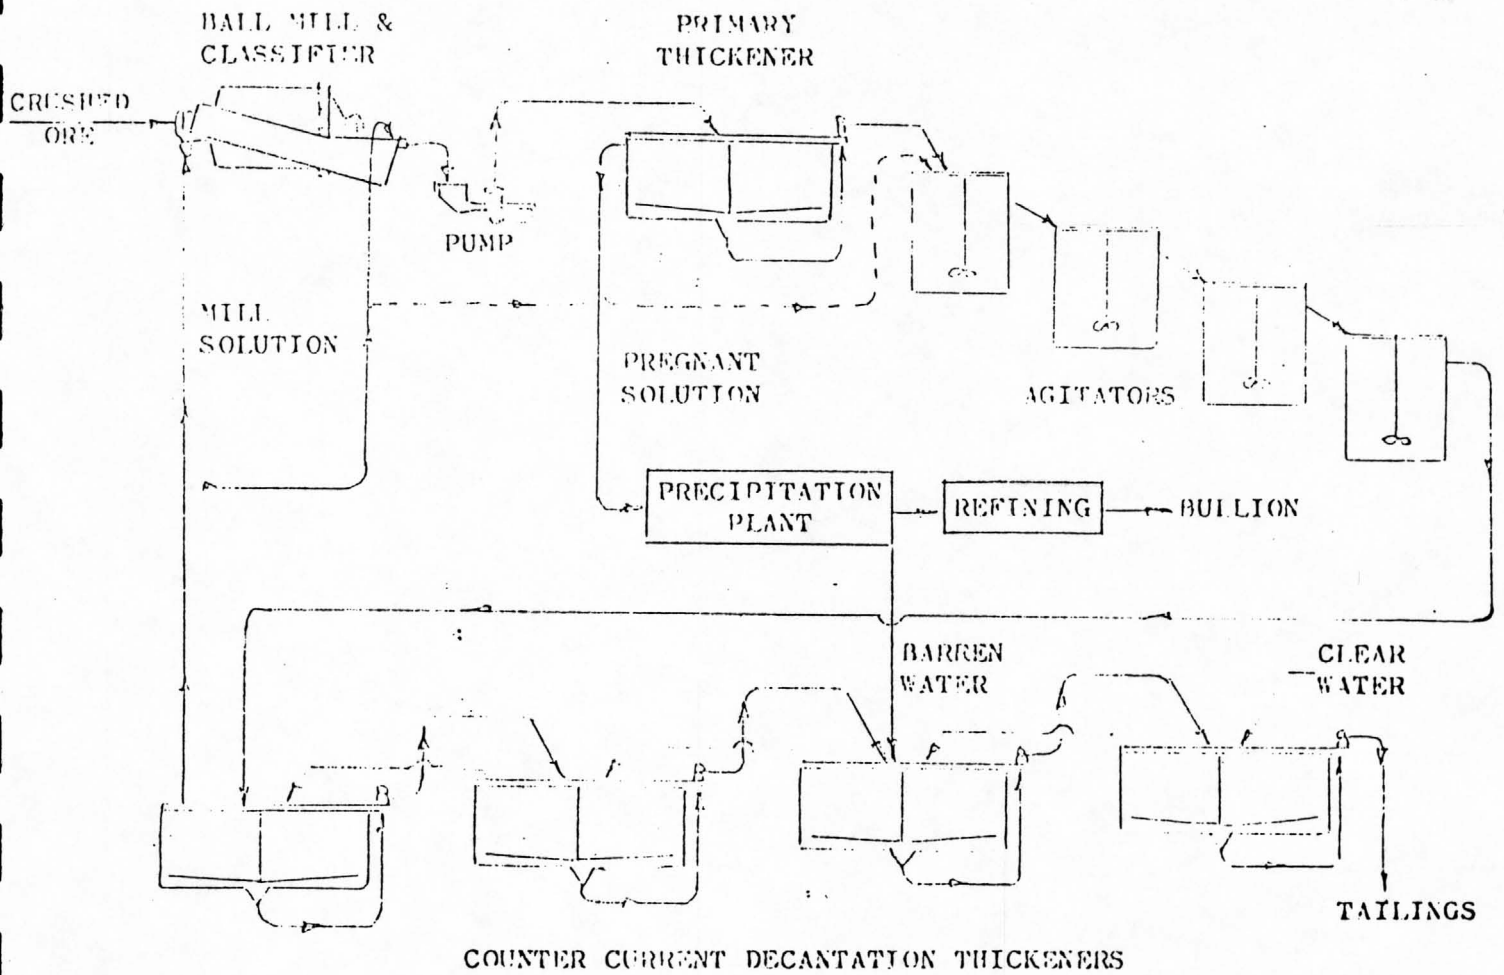 BALL MILL &
CLASSIFIER
PRIMARY
THICKENER
CRUSHED
ORE
PUMP
MILL
SOLUTION
PREGNANT
SOLUTION
AGITATORS
PRECIPITATION
PLANT
REFINING
BULLION
BARREN
WATER
CLEAR
WATER
TAILINGS
COUNTER CURRENT DECANTATION THICKENERS